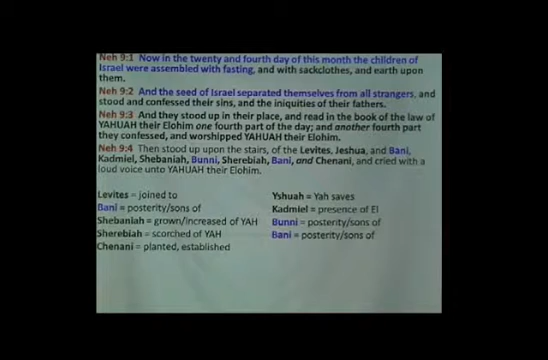 Neh 9:1 Now in the twenty and fourth day of this month the children of
Israel were assembled with fasting, and with sackclothes, and earth upon
them.
Neh 9:2 And the seed of Israel separated themselves from all strangers, and
stood and confessed their sins, and the iniquities of their fathers.
Neh 9:3 And they stood up in their place, and read in the book of the law of
YAHUAH their Elohim one fourth part of the day; and another fourth part
they confessed, and worshipped YAHUAH their Elohim.
Neh 9:4 Then stood up upon the stairs, of the Levites, Jeshua, and Bani,
Kadmiel, Shebaniah, Bunni, Sherebiah, Bani, and Chenani, and cried with a
loud voice unto YAHUAH their Elohim.
Levites = joined to
Bani = posterity/sons of
Shebaniah = grown/increased of YAH
Sherebiah = scorched of YAH
Chenani = planted, established
Yshuah = Yah saves
Kadmiel = presence of El
Bunni = posterity/sons of
Bani = posterity/sons of